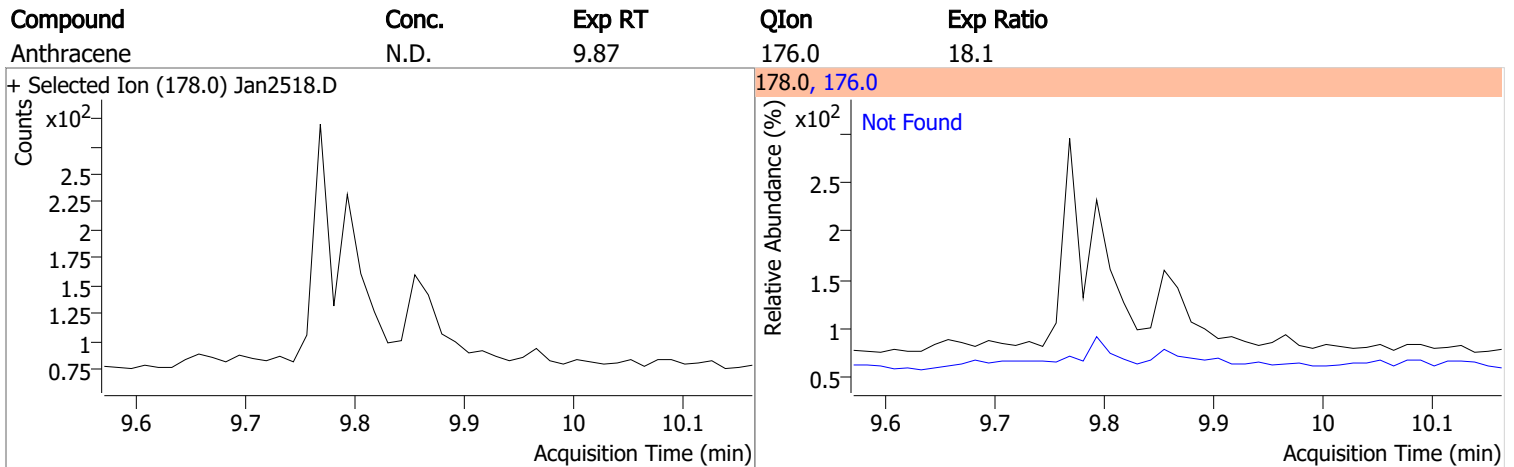 Compound Conc. Exp RT QIon Exp Ratio
Anthracene N.D. 9.87 176.0 18.1
+ Selected Ion (178.0) Jan2518.D
Counts
x10²
2.5
2.25
2
1.75
1.5
1.25
1
0.75
9.6 9.7 9.8 9.9 10 10.1
Acquisition Time (min)
178.0, 176.0
Relative Abundance (%)
x10²
Not Found
2.5
2
1.5
1
0.5
9.6 9.7 9.8 9.9 10 10.1
Acquisition Time (min)